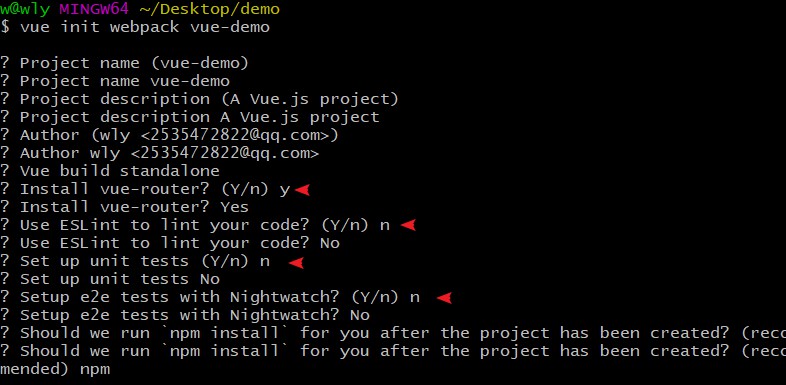 w@wly MINGW64 ~/Desktop/demo
$ vue init webpack vue-demo
? Project name (vue-demo)
? Project name vue-demo
? Project description (A Vue.js project)
? Project description A Vue.js project
? Author (wly <2535472822@qq.com>)
? Author wly <2535472822@qq.com>
? Vue build standalone
? Install vue-router? (Y/n) y
? Install vue-router? Yes
? Use ESLint to lint your code? (Y/n) n
? Use ESLint to lint your code? No
? Set up unit tests (Y/n) n
? Set up unit tests No
? Setup e2e tests with Nightwatch? (Y/n) n
? Setup e2e tests with Nightwatch? No
? Should we run `npm install` for you after the project has been created? (reco
? Should we run `npm install` for you after the project has been created? (recom
mended) npm